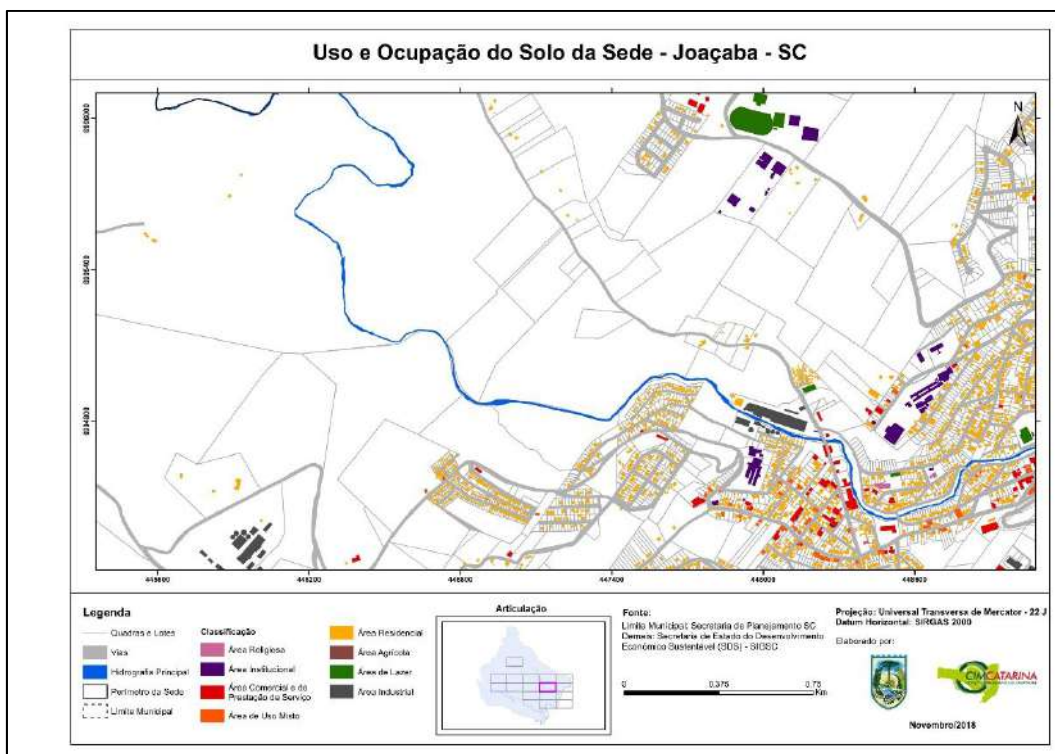 Uso e Ocupação do Solo da Sede - Joaçaba - SC
N
445600
446200
446800
447400
448000
448600
Legenda
Quadras e Lotes
Vias
Hidrografia Principal
Perímetro da Sede
Limite Municipal
Classificação
Área Religiosa
Área Institucional
Área Comercial e de
Prestação de Serviço
Área de Uso Misto
Área Residencial
Área Agrícola
Área de Lazer
Área Industrial
Articulação
Fonte:
Limite Municipal: Secretaria de Planejamento SC
Demais: Secretaria de Estado do Desenvolvimento
Econômico Sustentável (SDS) - SIGSC
0 0,375 0,75
Km
Projeção: Universal Transversa de Mercator - 22 J
Datum Horizontal: SIRGAS 2000
Elaborado por:
CIMCATARINA
Novembro/2018